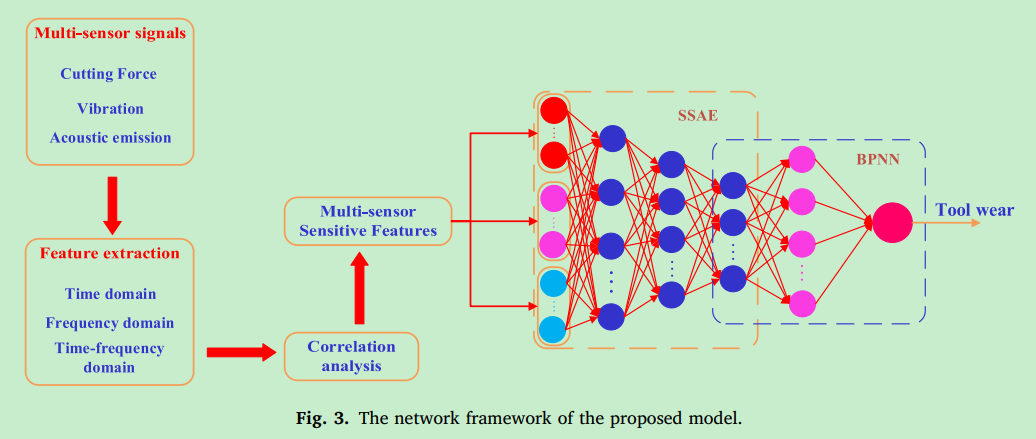 Multi-sensor signals
Cutting Force
Vibration
Acoustic emission
Feature extraction
Time domain
Frequency domain
Time-frequency
domain
Correlation
analysis
Multi-sensor
Sensitive Features
SSAE
BPNN
Tool wear
Fig. 3. The network framework of the proposed model.